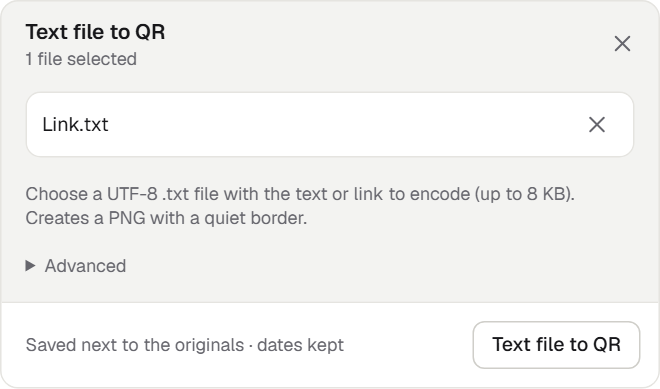 Text file to QR
1 file selected
Link.txt
Choose a UTF-8 .txt file with the text or link to encode (up to 8 KB).
Creates a PNG with a quiet border.
Advanced
Saved next to the originals · dates kept
Text file to QR